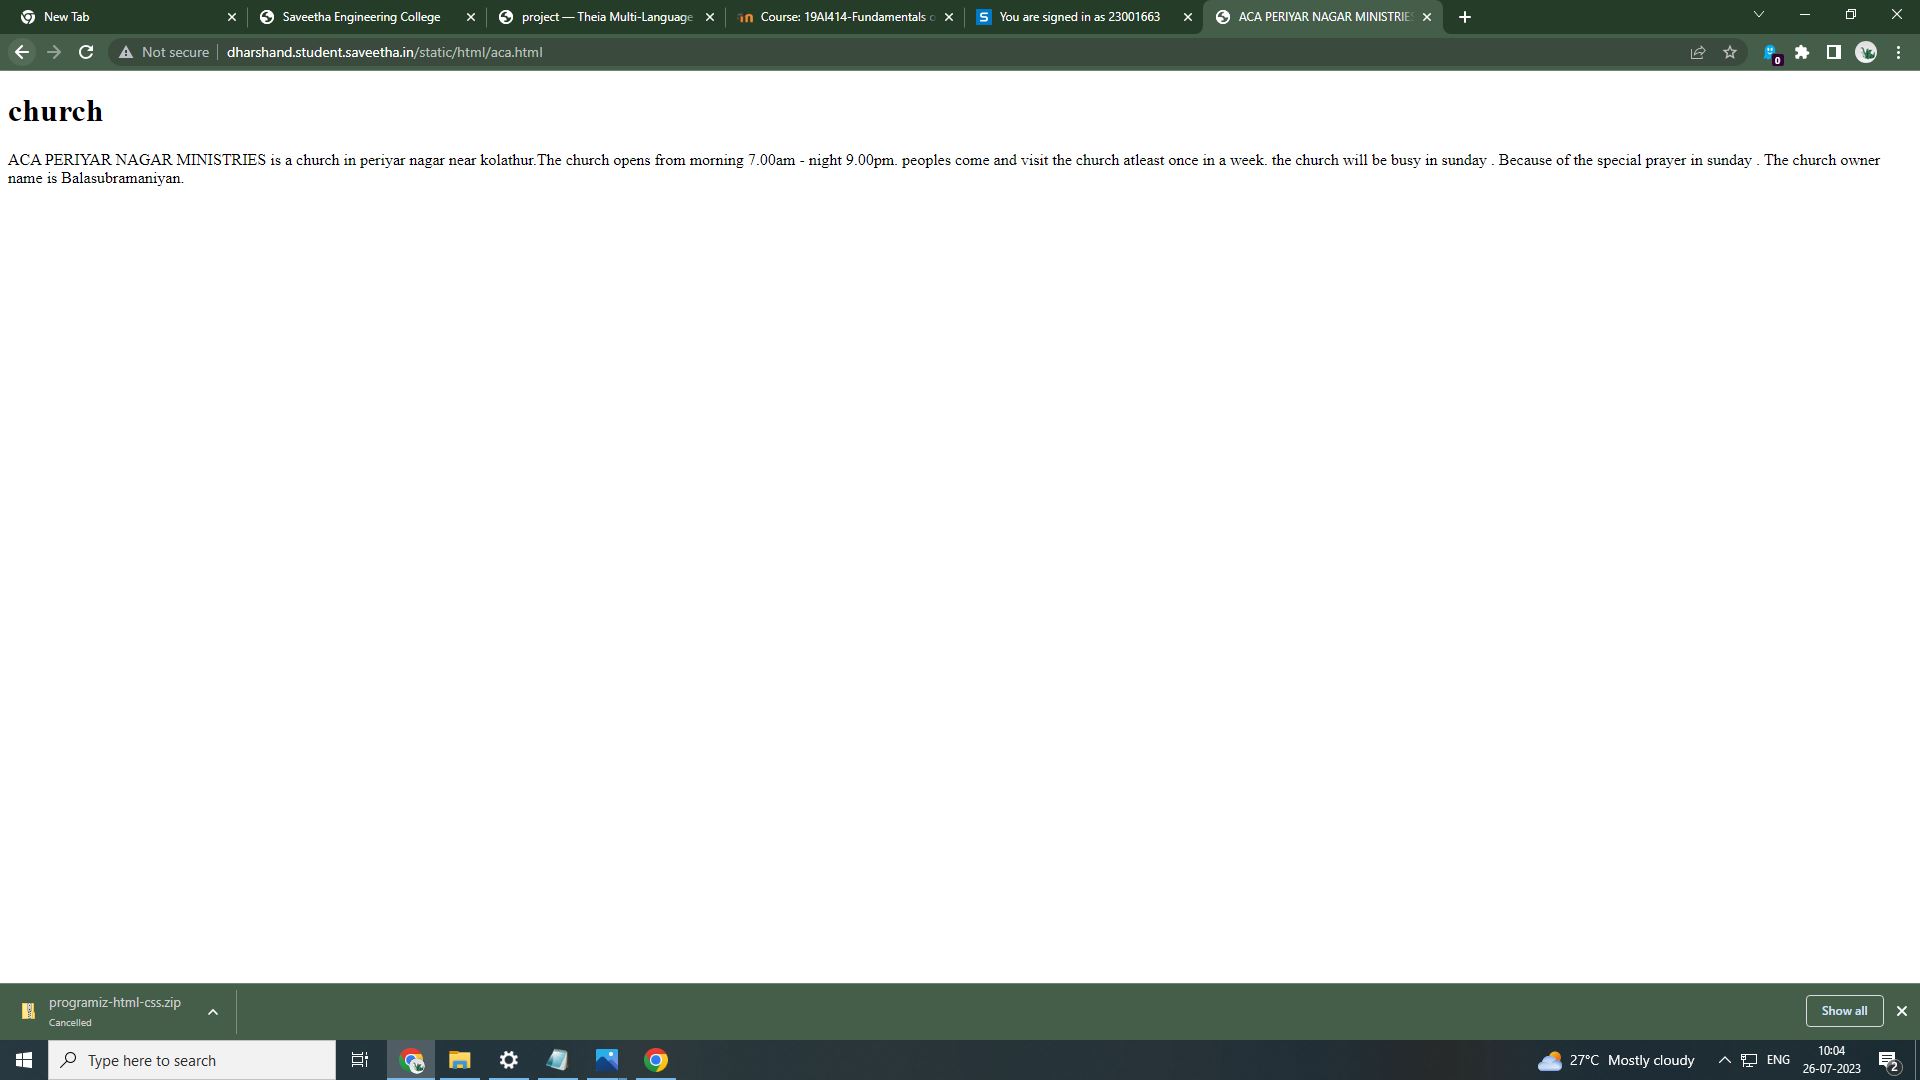 New Tab
Saveetha Engineering College
project — Theia Multi-Language
Course: 19AI414-Fundamentals o
You are signed in as 23001663
ACA PERIYAR NAGAR MINISTRIES
Not secure
dharshand.student.saveetha.in/static/html/aca.html
0
church
ACA PERIYAR NAGAR MINISTRIES is a church in periyar nagar near kolathur.The church opens from morning 7.00am - night 9.00pm. peoples come and visit the church atleast once in a week. the church will be busy in sunday . Because of the special prayer in sunday . The church owner
name is Balasubramaniyan.
programiz-html-css.zip
Cancelled
Show all
Type here to search
27°C Mostly cloudy
ENG
10:04
26-07-2023
2